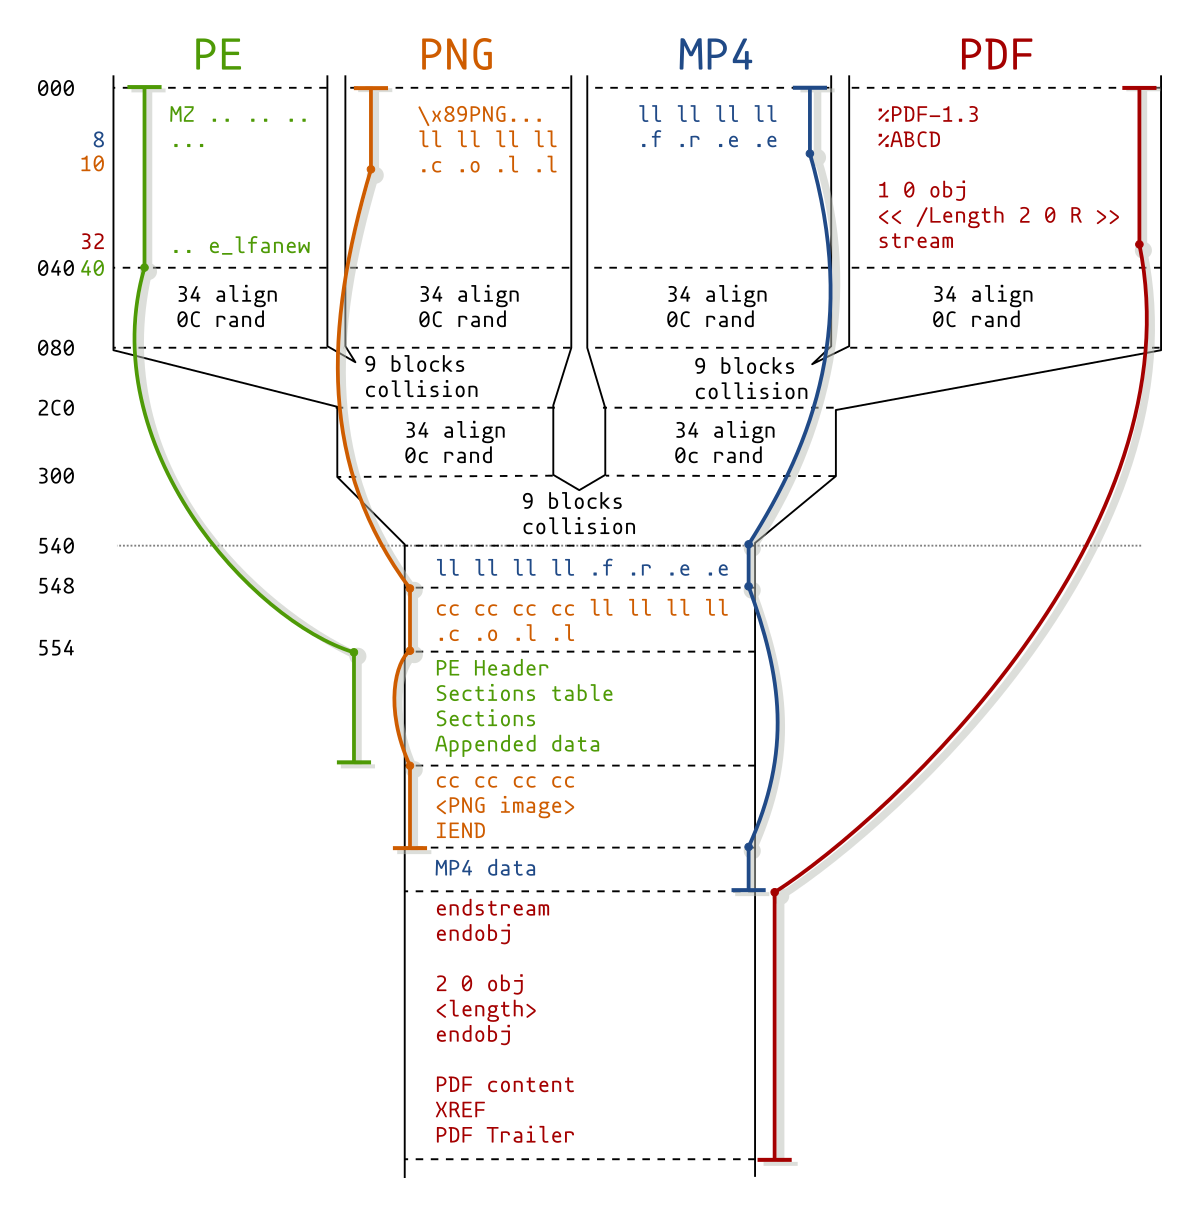 PE PNG MP4 PDF
000
MZ .. .. ..
\x89PNG...
ll ll ll ll
%PDF-1.3
8
...
ll ll ll ll
.f .r .e .e
%ABCD
10
.c .o .l .l
1 0 obj
<< /Length 2 0 R >>
32
.. e_lfanew
stream
040 40
34 align 34 align 34 align 34 align
0C rand 0C rand 0C rand 0C rand
080
9 blocks 9 blocks
collision collision
2C0
34 align 34 align
0c rand 0c rand
300
9 blocks
collision
540
ll ll ll ll .f .r .e .e
548
cc cc cc cc ll ll ll ll
.c .o .l .l
554
PE Header
Sections table
Sections
Appended data
cc cc cc cc
<PNG image>
IEND
MP4 data
endstream
endobj
2 0 obj
<length>
endobj
PDF content
XREF
PDF Trailer